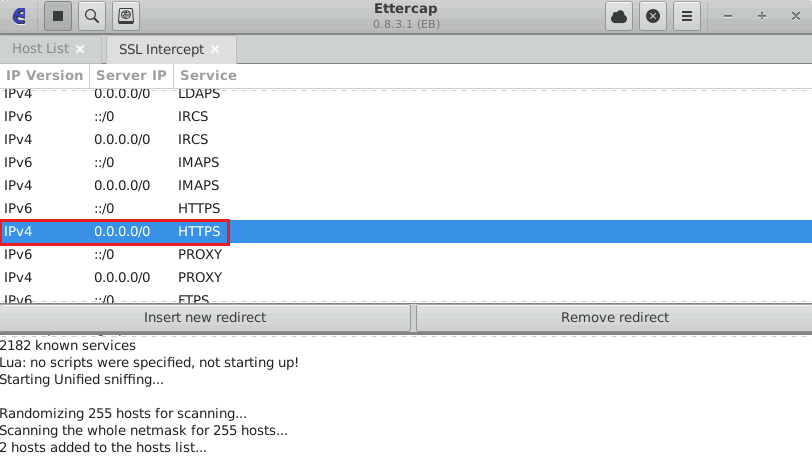 Ettercap
0.8.3.1 (EB)
Host List
SSL Intercept
IP Version Server IP Service
IPv4 0.0.0.0/0 LDAPS
IPv6 ::/0 IRCS
IPv4 0.0.0.0/0 IRCS
IPv6 ::/0 IMAPS
IPv4 0.0.0.0/0 IMAPS
IPv6 ::/0 HTTPS
IPv4 0.0.0.0/0 HTTPS
IPv6 ::/0 PROXY
IPv4 0.0.0.0/0 PROXY
IPv6 ::/0 FTPS
Insert new redirect Remove redirect
2182 known services
Lua: no scripts were specified, not starting up!
Starting Unified sniffing...
Randomizing 255 hosts for scanning...
Scanning the whole netmask for 255 hosts...
2 hosts added to the hosts list...